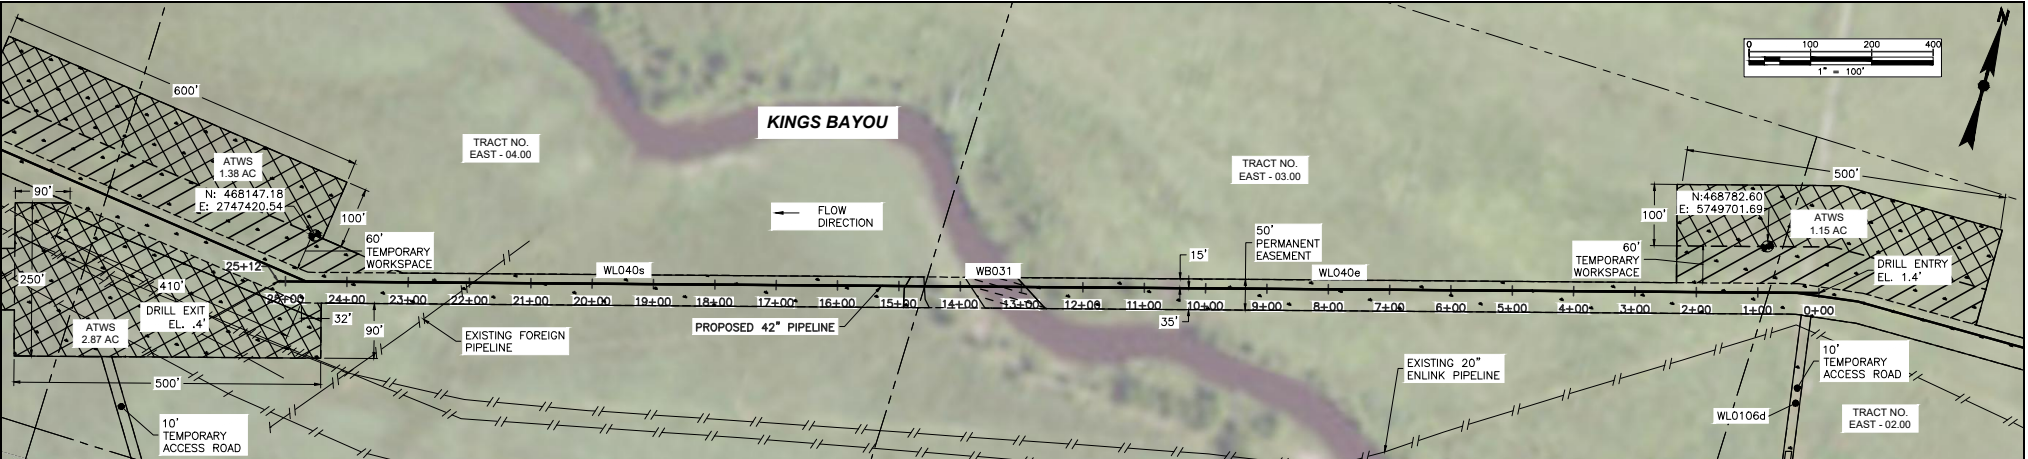 600'
ATWS
1.38 AC
N: 468147.18
E: 2747420.54
90'
100'
60'
TEMPORARY
WORKSPACE
TRACT NO.
EAST - 04.00
KINGS BAYOU
FLOW
DIRECTION
TRACT NO.
EAST - 03.00
0 100 200 400
1" = 100'
N
500'
N:468782.60
E: 5749701.69
100'
ATWS
1.15 AC
60'
TEMPORARY
WORKSPACE
DRILL ENTRY
EL. 1.4'
50'
PERMANENT
EASEMENT
15'
35'
WL040s
WB031
WL040e
25+12
250'
410'
DRILL EXIT
EL. .4'
ATWS
2.87 AC
32'
90'
500'
25+00 24+00 23+00 22+00 21+00 20+00 19+00 18+00 17+00 16+00 15+00 14+00 13+00 12+00 11+00 10+00 9+00 8+00 7+00 6+00 5+00 4+00 3+00 2+00 1+00 0+00
PROPOSED 42" PIPELINE
EXISTING FOREIGN
PIPELINE
EXISTING 20"
ENLINK PIPELINE
10'
TEMPORARY
ACCESS ROAD
10'
TEMPORARY
ACCESS ROAD
WL0106d
TRACT NO.
EAST - 02.00